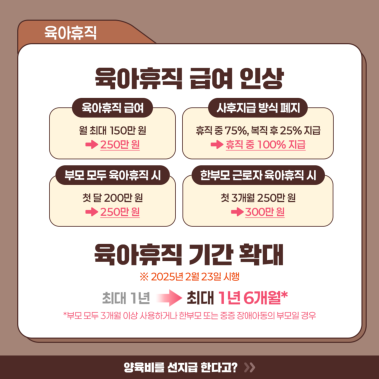 육아휴직
육아휴직 급여 인상
육아휴직 급여
월 최대 150만 원
➡ 250만 원
사후지급 방식 폐지
휴직 중 75%, 복직 후 25% 지급
➡ 휴직 중 100% 지급
부모 모두 육아휴직 시
첫 달 200만 원
➡ 250만 원
한부모 근로자 육아휴직 시
첫 3개월 250만 원
➡ 300만 원
육아휴직 기간 확대
※ 2025년 2월 23일 시행
최대 1년 ➡ 최대 1년 6개월*
*부모 모두 3개월 이상 사용하거나 한부모 또는 중증 장애아동의 부모일 경우
양육비를 선지급 한다고? >>